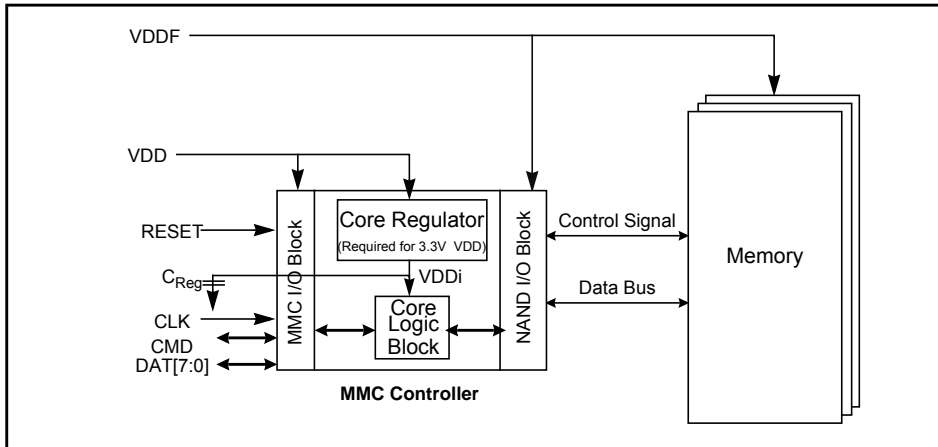 VDDF
VDD
RESET
CReg
CLK
CMD
DAT[7:0]
MMC I/O Block
Core Regulator
(Required for 3.3V VDD)
VDDi
Core
Logic
Block
NAND I/O Block
Control Signal
Data Bus
Memory
MMC Controller